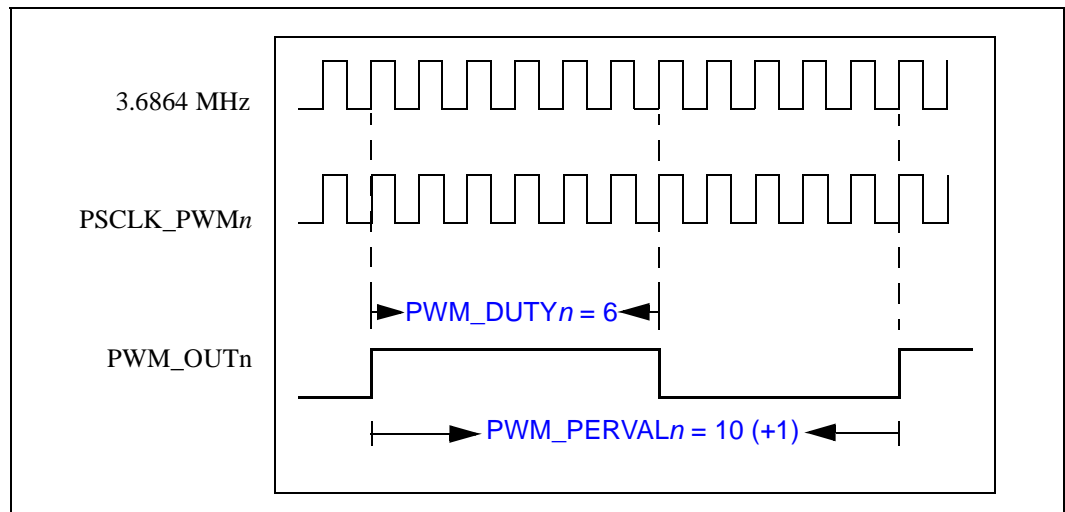 3.6864 MHz
PSCLK_PWMn
PWM_DUTYn = 6
PWM_OUTn
PWM_PERVALn = 10 (+1)